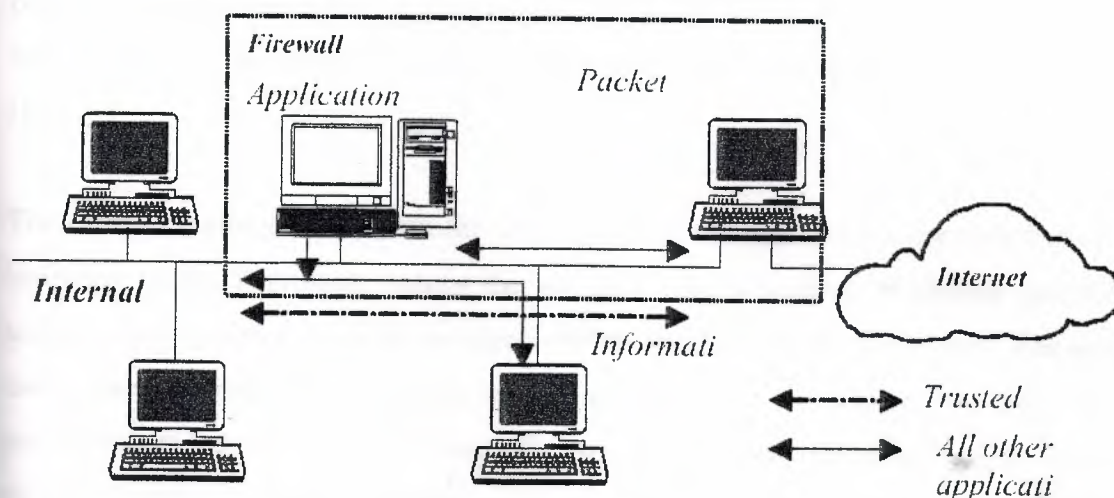 Firewall
Packet
Application
Internal
Internet
Informati
Trusted
All other
applicati